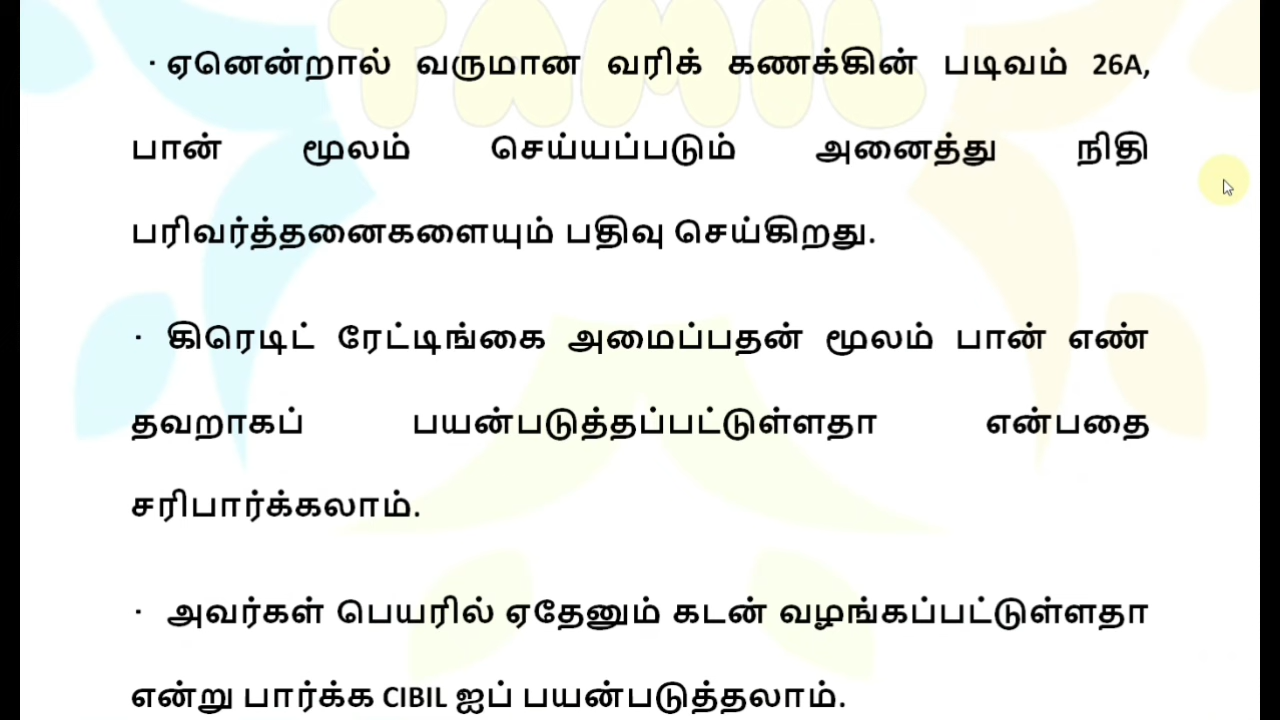 TAMIL
· ஏனென்றால் வருமான வரிக் கணக்கின் படிவம் 26A,
பான் மூலம் செய்யப்படும் அனைத்து நிதி
பரிவர்த்தனைகளையும் பதிவு செய்கிறது.
· கிரெடிட் ரேட்டிங்கை அமைப்பதன் மூலம் பான் எண்
தவறாகப் பயன்படுத்தப்பட்டுள்ளதா என்பதை
சரிபார்க்கலாம்.
· அவர்கள் பெயரில் ஏதேனும் கடன் வழங்கப்பட்டுள்ளதா
என்று பார்க்க CIBIL ஐப் பயன்படுத்தலாம்.